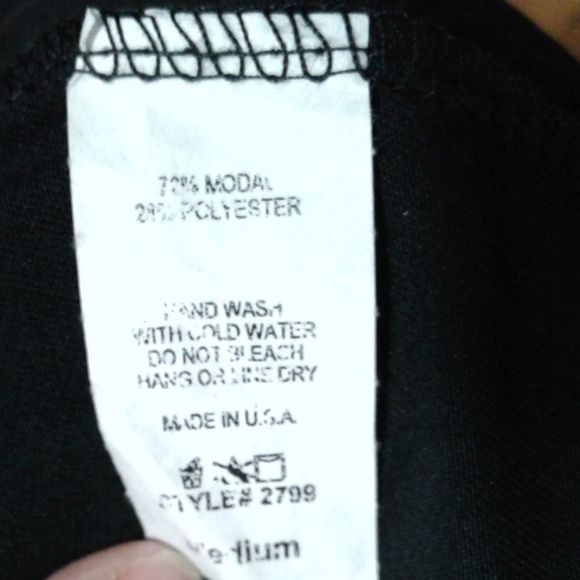 72% MODAL
28% POLYESTER
HAND WASH
WITH COLD WATER
DO NOT BLEACH
HANG OR LINE DRY
MADE IN U.S.A.
STYLE# 2799
Medium